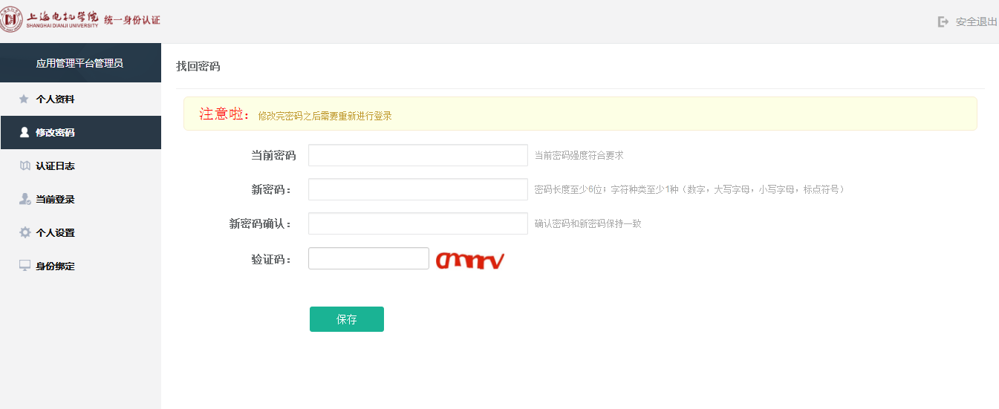 上海电机学院 统一身份认证
SHANGHAI DIANJI UNIVERSITY
安全退出
应用管理平台管理员
个人资料
修改密码
认证日志
当前登录
个人设置
身份绑定
找回密码
注意啦：修改完密码之后需要重新进行登录
当前密码 当前密码强度符合要求
新密码： 密码长度至少6位；字符种类至少1种（数字，大写字母，小写字母，标点符号）
新密码确认： 确认密码和新密码保持一致
验证码：
保存